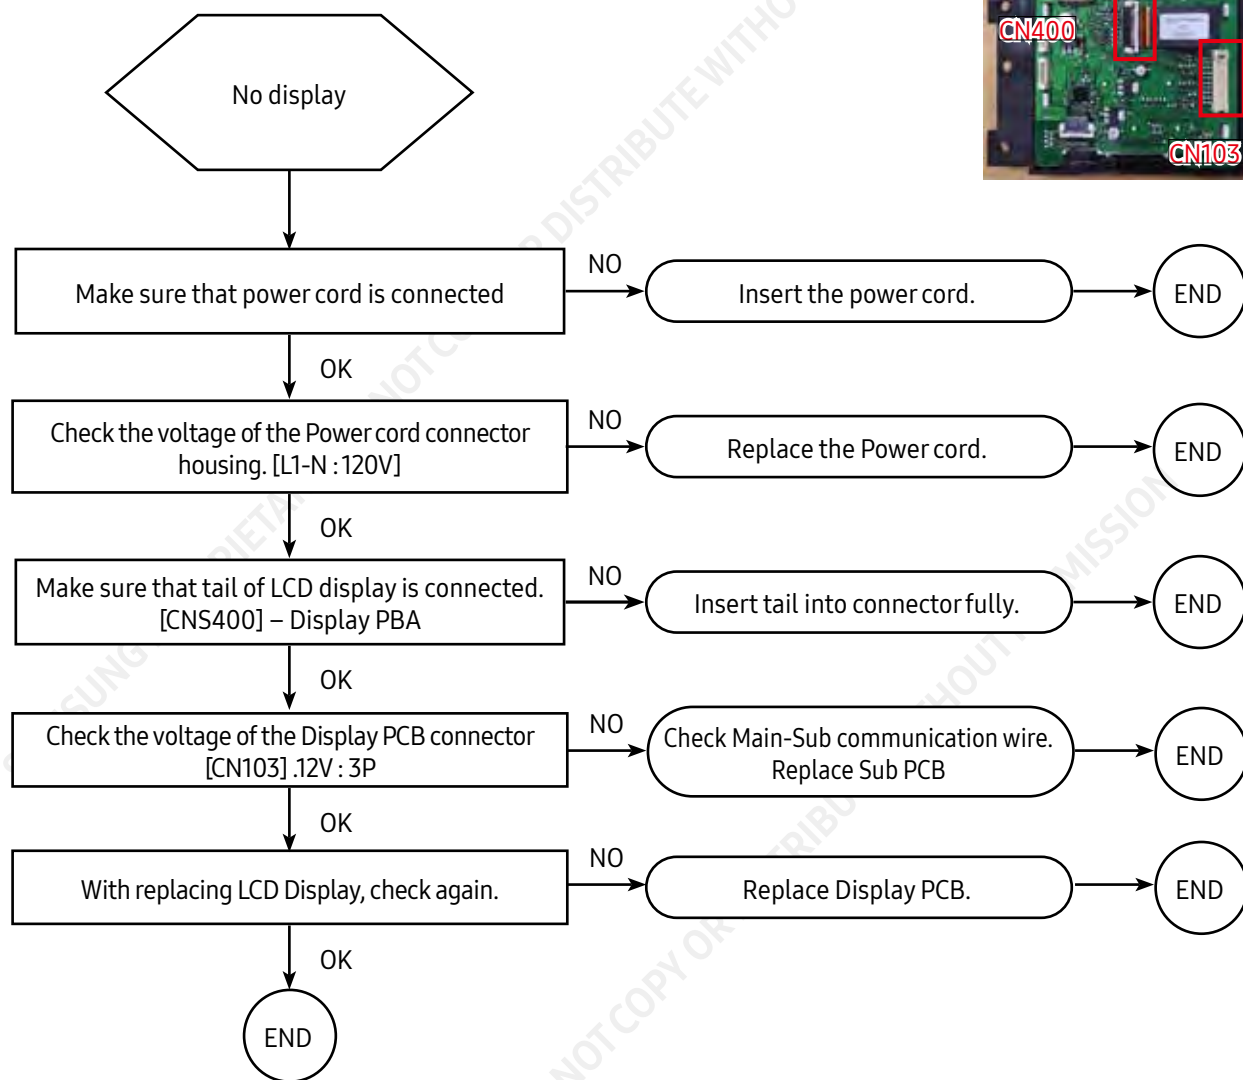 CN400
CN103
No display
Make sure that power cord is connected
NO
Insert the power cord.
END
OK
Check the voltage of the Power cord connector
housing. [L1-N : 120V]
NO
Replace the Power cord.
END
OK
Make sure that tail of LCD display is connected.
[CNS400] – Display PBA
NO
Insert tail into connector fully.
END
OK
Check the voltage of the Display PCB connector
[CN103] .12V : 3P
NO
Check Main-Sub communication wire.
Replace Sub PCB
END
OK
With replacing LCD Display, check again.
NO
Replace Display PCB.
END
OK
END